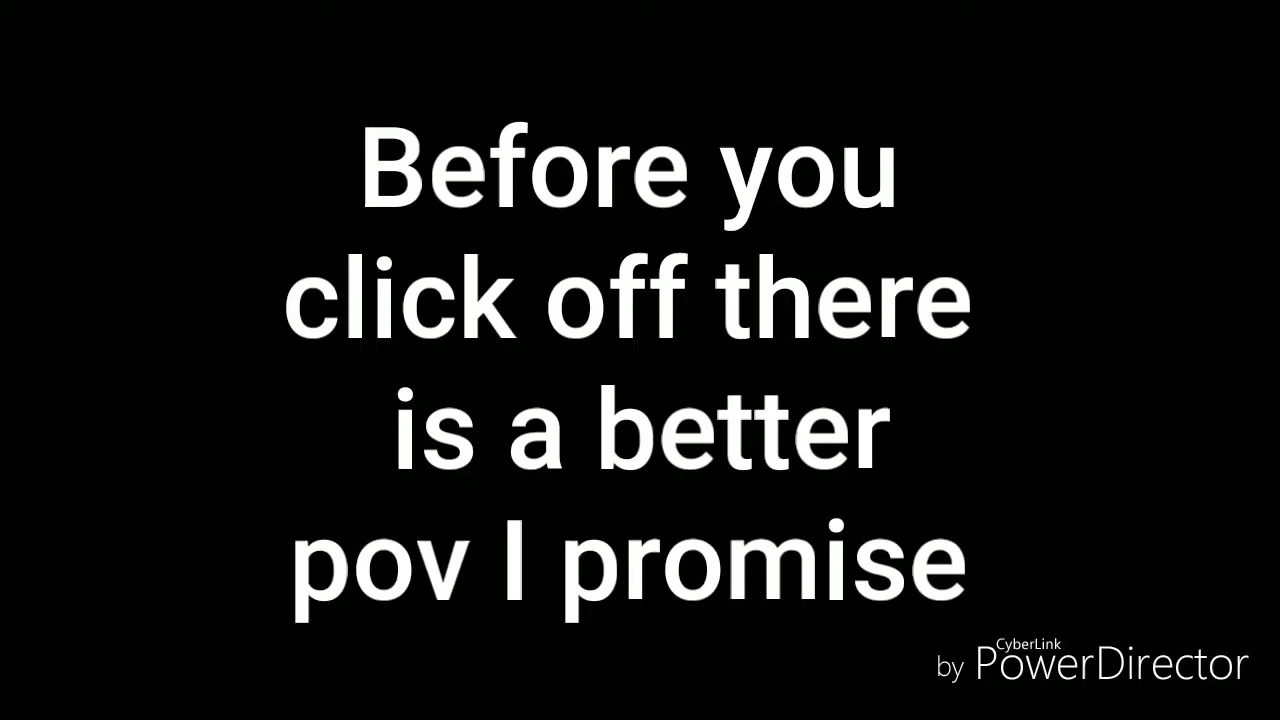 Before you
click off there
is a better
pov I promise
CyberLink
by PowerDirector